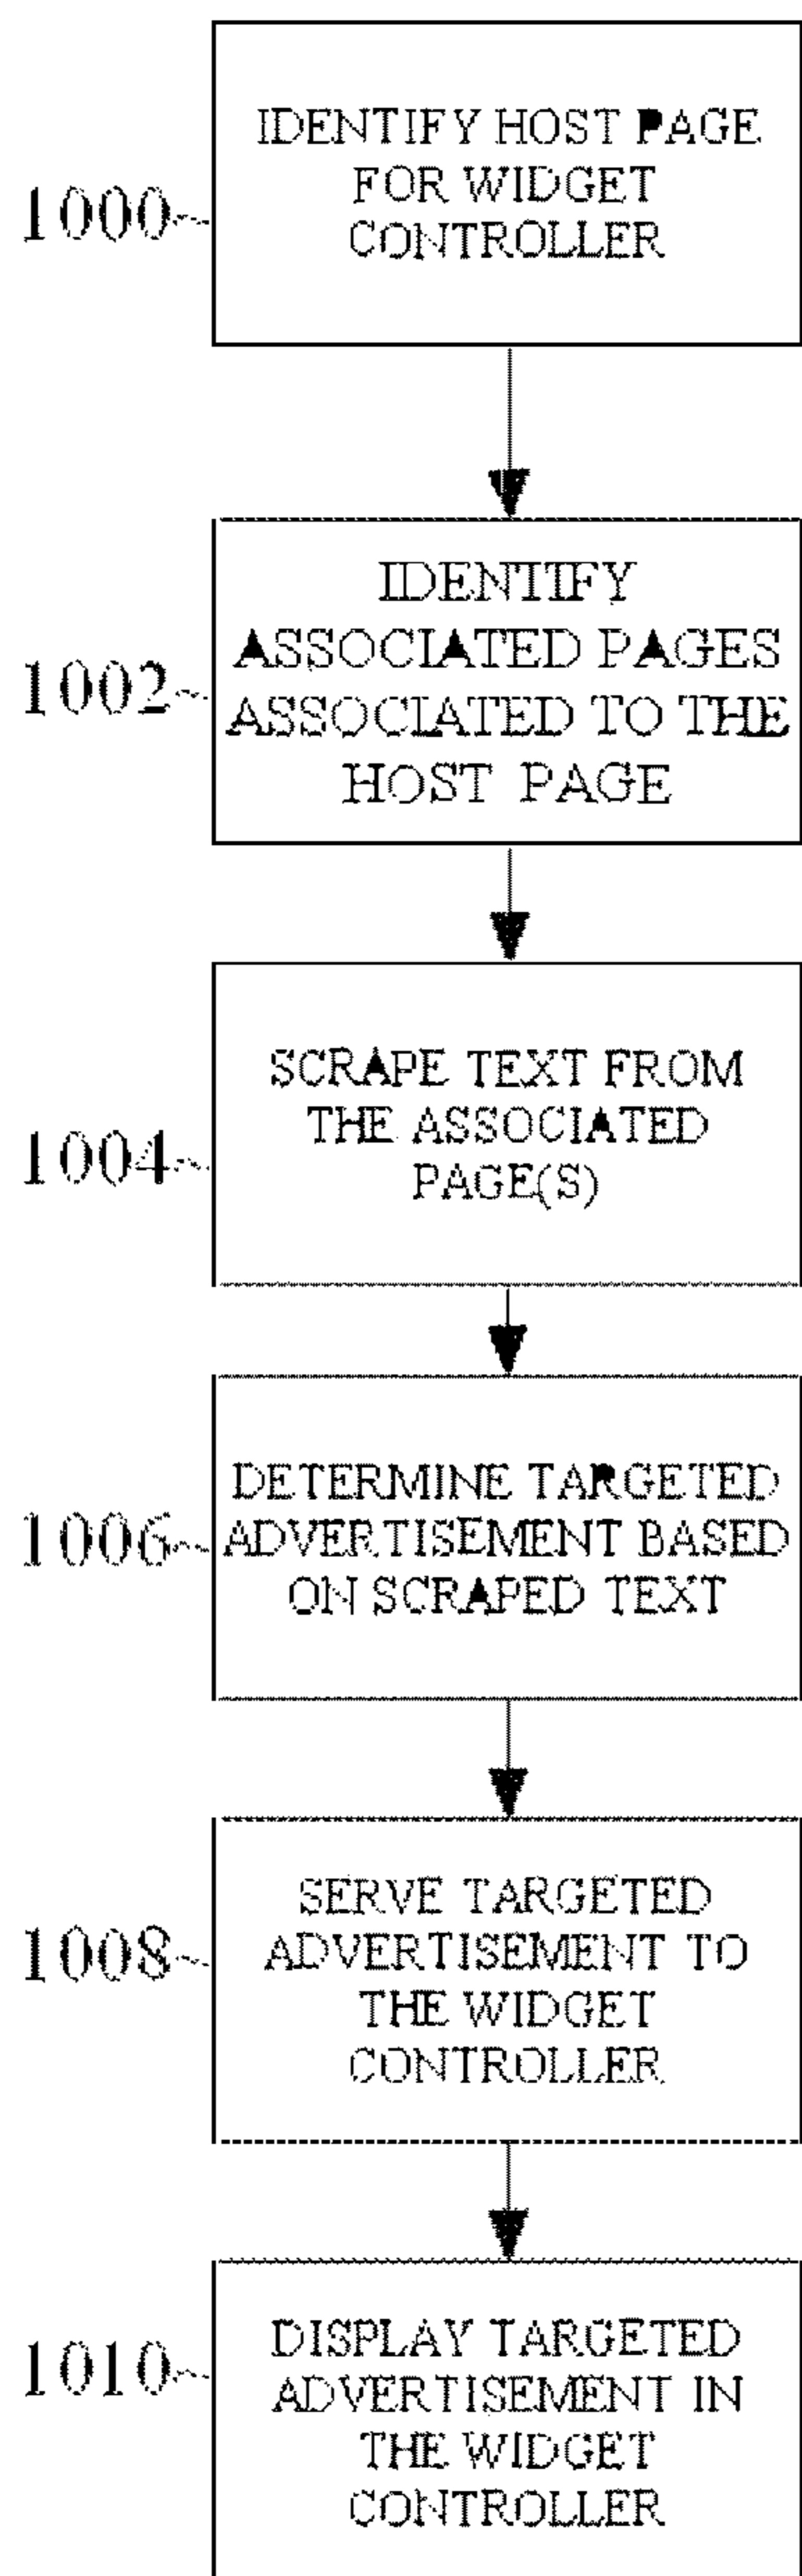 IDENTIFY HOST PAGE
FOR WIDGET
CONTROLLER
1000
IDENTIFY
ASSOCIATED PAGES
ASSOCIATED TO THE
HOST PAGE
1002
SCRAPE TEXT FROM
THE ASSOCIATED
PAGE(S)
1004
DETERMINE TARGETED
ADVERTISEMENT BASED
ON SCRAPED TEXT
1006
SERVE TARGETED
ADVERTISEMENT TO
THE WIDGET
CONTROLLER
1008
DISPLAY TARGETED
ADVERTISEMENT IN
THE WIDGET
CONTROLLER
1010